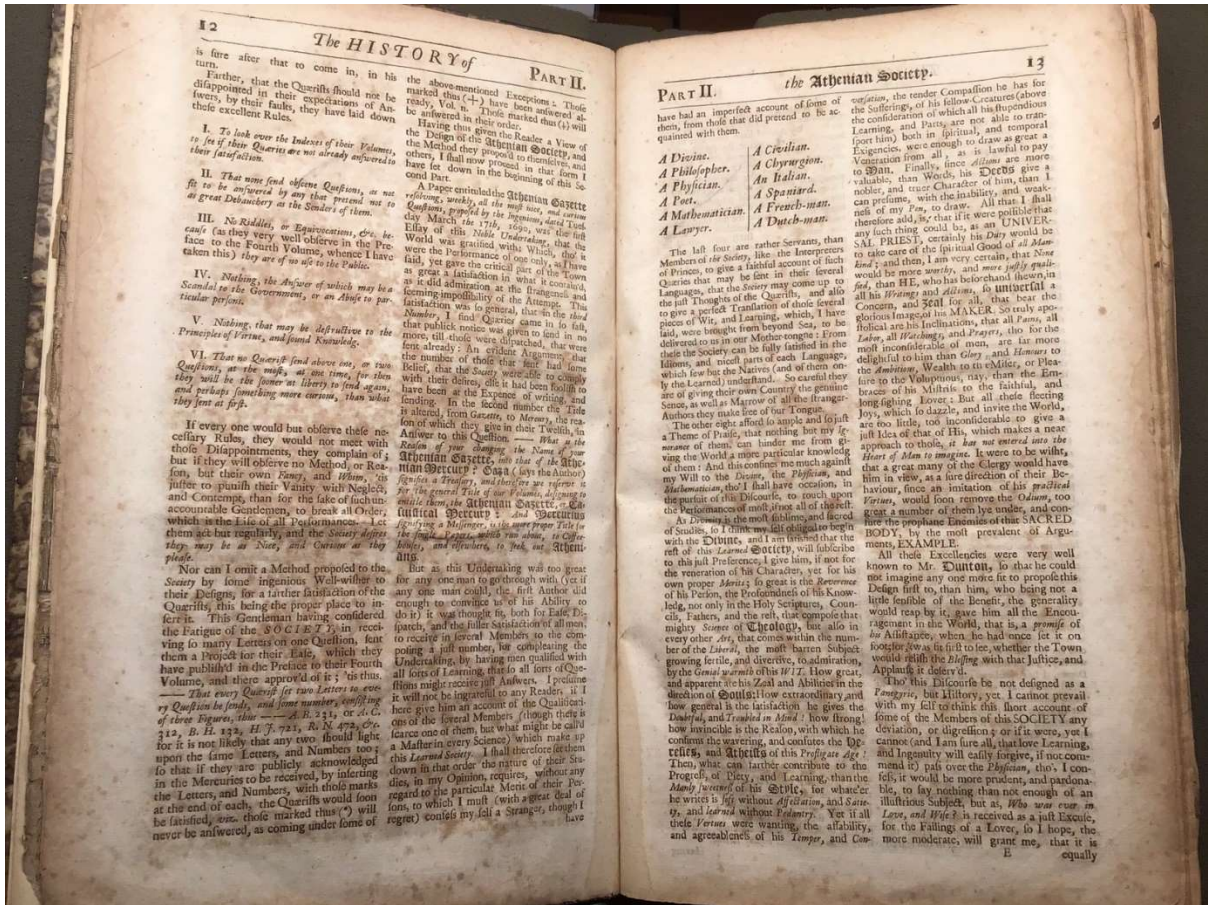 12
The HISTORY of
PART II.
is sure after that to come in, in his
turn.
Farther, that the Quærists should not be
disappointed in their expectations of An-
swers, by their faults, they have laid down
these excellent Rules.
I. To look over the Indexes of their Volumes,
to see if their Queries are not already answered to
their satisfaction.
II. That none send obscene Questions, as not
fit to be answered by any that pretend not to
as great Debauchery as the Senders of them.
III. No Riddles, or Equivocations, &c. be-
cause (as they very well observe in the Pre-
face to the Fourth Volume, whence I have
taken this) they are of no use to the Public.
IV. Nothing, the Answer of which may be a
Scandal to the Government, or an Abuse to par-
ticular persons.
V. Nothing, that may be destructive to the
Principles of Virtue, and sound Knowledg.
VI. That no Quærist send above one, or two
Questions, at the most, at one time, for then
they will be the sooner at liberty to send again,
and perhaps something more curious, than what
they sent at first.
If every one would but observe these ne-
cessary Rules, they would not meet with
those Disappointments, they complain of;
but if they will observe no Method, or Rea-
son, but their own Fancy, and Whim, 'tis
juster to punish their Vanity with Neglect,
and Contempt, than for the sake of such un-
accountable Gentlemen, to break all Order,
which is the Life of all Performances. Let
them act but regularly, and the Society desires
they may be as Nice, and Curious as they
please.
Nor can I omit a Method proposed to the
Society by some ingenious Well-wisher to
their Designs, for a farther satisfaction of the
Quærists, this being the proper place to in-
sert it. This Gentleman having considered
the Fatigue of the SOCIETY, in recei-
ving so many Letters on one Question, sent
them a Project for their Ease, which they
have publish'd in the Preface to their Fourth
Volume, and there approv'd of it; 'tis thus.
—— That every Quærist set two Letters to eve-
ry Question he sends, and some number, consisting
of three Figures, thus —— A. B. 231, or A. C.
312, B. H. 132, H. J. 721, R. N. 472, &c.
for it is not likely that any two should light
upon the same Letters, and Numbers too;
so that if they are publicly acknowledged
in the Mercuries to be received, by inserting
the Letters, and Numbers, with those marks
at the end of each, the Quærists would soon
be satisfied, viz. those marked thus (*) will
never be answered, as coming under some of
the above-mentioned Exceptions: Those
marked thus (+) have been answered al-
ready, Vol. n. Those marked thus (‡) will
be answered in their order.
Having thus given the Reader a View of
the Design of the Athenian Society, and
the Method they propos'd to themselves, and
others, I shall now proceed in that form I
have set down in the beginning of this Se-
cond Part.
A Paper entituled the Athenian Gazette
resolving, weekly, all the most nice, and curious
Questions, proposed by the Ingenious, dated Tues-
day March the 17th, 1690, was the first
Essay of this Noble Undertaking, that the
World was gratified with: Which, tho' it
were the Performance of one only, as I have
said, yet gave the critical part of the Town
as great a satisfaction in what it contain'd,
as it did admiration at the strangeness and
seeming-impossibility of the Attempt. This
satisfaction was so general, that in the third
Number, I find Quæries came in so fast,
that publick notice was given to send in no
more, till those were dispatched, that were
sent already: An evident Argument, that
the number of those that sent had some
Belief, that the Society were able to comply
with their desires, else it had been foolish to
have been at the Expence of writing, and
sending. In the second number the Title
is altered, from Gazette, to Mercury, the rea-
son of which they give in their Twelfth, in
Answer to this Question. —— What is the
Reason of your changing the Name of your
Athenian Gazette, into that of the Athe-
nian Mercury? Gaza (says the Author)
signifies a Treasury, and therefore we reserve it
for the general Title of our Volumes, designing to
entitle them, the Athenian Gazette, or Ca-
suistical Mercury: And Mercurius
signifying a Messenger, is the more proper Title for
the single Papers, which run about, to Coffee-
houses, and elsewhere, to seek out Atheni-
ans.
But as this Undertaking was too great
for any one man to go through with (yet if
any one man could, the first Author did
enough to convince us of his Ability to
do it) it was thought fit, both for Ease, Di-
spatch, and the fuller Satisfaction of all men,
to receive in several Members to the com-
posing a just number, for compleating the
Undertaking, by having men qualified with
all sorts of Learning, that so all sorts of Que-
stions might receive just Answers. I presume
it will not be ingrateful to any Readers, if I
here give him an account of the Qualificati-
ons of the several Members (though there is
scarce one of them, but what might be call'd
a Master in every Science) which make up
this Learned Society. I shall therefore set them
down in that order the nature of their Stu-
dies, in my Opinion, requires, without any
regard to the particular Merit of their Per-
sons, to which I must (with a great deal of
regret) confess my self a Stranger, though I
have
PART II.
the Athenian Society.
13
have had an imperfect account of some of
them, from those that did pretend to be ac-
quainted with them.
A Divine.
A Philosopher.
A Physician.
A Poet.
A Mathematician.
A Lawyer.
A Civilian.
A Chyrurgion.
An Italian.
A Spaniard.
A French-man.
A Dutch-man.
The last four are rather Servants, than
Members of the Society, like the Interpreters
of Princes, to give a faithful account of such
Queries that may be sent in their several
Languages, that the Society may come up to
the just Thoughts of the Quærists, and also
to give a perfect Translation of those several
pieces of Wit, and Learning, which, I have
said, were brought from beyond Sea, to be
delivered to us in our Mother-tongue: From
these the Society can be fully satisfied in the
Idioms, and nicest parts of each Language,
which few but the Natives (and of them on-
ly the Learned) understand. So careful they
are of giving their own Country the genuine
Sence, as well as Marrow of all the stranger-
Authors they make free of our Tongue.
The other eight afford so ample and so just
a Theme of Praise, that nothing but my Ig-
norance of them, can hinder me from gi-
ving the World a more particular knowledg
of them: And this confines me much against
my Will to the Divine, the Physician, and
Mathematician, tho' I shall have occasion, in
the pursuit of this Discourse, to touch upon
the Performances of most, if not all of the rest.
As Divinity is the most sublime, and sacred
of Studies, so I think my self obliged to begin
with the Divine, and I am satisfied that the
rest of this Learned Society, will subscribe
to this just Preference, I give him, if not for
the veneration of his Character, yet for his
own proper Merits; so great is the Reverence
of his Person, the Profoundness of his Know-
ledg, not only in the Holy Scriptures, Coun-
cils, Fathers, and the rest, that compose that
mighty Science of Theology, but also in
every other Art, that comes within the num-
ber of the Liberal, the most barren Subject
growing fertile, and divertive, to admiration,
by the Genial warmth of his WIT. How great,
and apparent are his Zeal and Abilities in the
direction of Souls: How extraordinary, and
how general is the satisfaction he gives the
Doubtful, and Troubled in Mind! how strong!
how invincible is the Reason, with which he
confirms the wavering, and confutes the He-
retics, and Atheists of this Profligate Age!
Then, what can farther contribute to the
Progress, of Piety, and Learning, than the
Manly sweetness of his Style, for whate'er
he writes is soft without Affectation, and Satie-
ty, and learned without Pedantry. Yet if all
these Vertues were wanting, the affability,
and agreeableness of his Temper, and Con-
versation, the tender Compassion he has for
the Sufferings, of his fellow-Creatures (above
the consideration of which all his stupendious
Learning, and Parts, are not able to tran-
sport him) both in spiritual, and temporal
Exigencies, were enough to draw as great a
Veneration from all, as is lawful to pay
to Man. Finally, since Actions are more
valuable, than Words, his Deeds give a
nobler, and truer Character of him, than I
can presume, with the inability, and weak-
ness of my Pen, to draw. All that I shall
therefore add, is, that if it were possible that
any such thing could be, as an UNIVER-
SAL PRIEST, certainly his Duty would be
to take care of the spiritual Good of all Man-
kind; and then, I am very certain, that None
would be more worthy, and more justly quali-
fied, than HE, who has beforehand shewn, in
all his Writings and Actions, so universal a
Concern, and Zeal for all, that bear the
glorious Image, of his MAKER. So truly apo-
stolical are his Inclinations, that all Pains, all
Labor, all Watchings, and Prayers, tho for the
most inconsiderable of men, are far more
delightful to him than Glory, and Honours to
the Ambitious, Wealth to the Miser, or Plea-
sure to the Voluptuous, nay, than the Em-
braces of his Mistris to the faithful, and
long-sighing Lover: But all these fleeting
Joys, which so dazzle, and invite the World,
are too little, too inconsiderable to give a
just Idea of that of His, which makes a near
approach to those, it has not entered into the
Heart of Man to imagine. It were to be wisht,
that a great many of the Clergy would have
him in view, as a sure direction of their Be-
haviour, since an imitation of his practical
Virtues, would soon remove the Odium, too
great a number of them lye under, and con-
fute the prophane Enemies of that SACRED
BODY, by the most prevalent of Argu-
ments, EXAMPLE.
All these Excellencies were very well
known to Mr. Dunton, so that he could
not imagine any one more fit to propose this
Design first to, than him, who being not a
little sensible of the Benefit, the generality
would reap by it, gave him all the Encou-
ragement in the World, that is, a promise of
his Assistance, when he had once set it on
foot; for it was fit first to see, whether the Town
would relish the Blessing with that Justice, and
Applause it deserv'd.
Tho' this Discourse be not designed as a
Panegyric, but History, yet I cannot prevail
with my self to think this short account of
some of the Members of this SOCIETY any
deviation, or digression; or if it were, yet I
cannot (and I am sure all, that love Learning,
and Ingenuity will easily forgive, if not com-
mend it) pass over the Physician, tho'. I con-
fess, it would be more prudent, and pardona-
ble, to say nothing than not enough of an
illustrious Subject, but as, Who was ever in
Love, and Wise? is received as a just Excuse,
for the Failings of a Lover, so I hope, the
more moderate, will grant me, that it is
E
equally